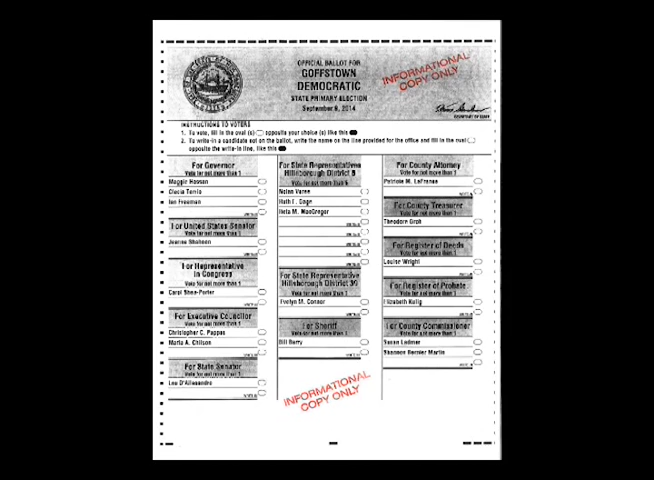 OFFICIAL BALLOT FOR
GOFFSTOWN
DEMOCRATIC
STATE PRIMARY ELECTION
September 9, 2014
INFORMATIONAL
COPY ONLY
SECRETARY OF STATE
INSTRUCTIONS TO VOTERS
1. To vote, fill in the oval (s) opposite your choice (s) like this
2. To write-in a candidate not on the ballot, write the name on the line provided for the office and fill in the oval
opposite the write-in line, like this
For Governor
Vote for not more than 1
Maggie Hassan
Clecia Terrio
Ian Freeman
For United States Senator
Vote for not more than 1
Jeanne Shaheen
For Representative
in Congress
Vote for not more than 1
Carol Shea-Porter
For Executive Councilor
Vote for not more than 1
Christopher C. Pappas
Maria A. Chilson
For State Senator
Vote for not more than 1
Lou D'Allesandro
For State Representatives
Hillsborough District 6
Vote for not more than 5
Ruth E. Gage
Reta M. MacGregor
For State Representative
Hillsborough District 39
Vote for not more than 1
Evelyn M. Connor
For Sheriff
Vote for not more than 1
Bill Barry
INFORMATIONAL
COPY ONLY
For County Attorney
Vote for not more than 1
Patricia M. LaFrance
For County Treasurer
Vote for not more than 1
Theodore Groh
For Register of Deeds
Vote for not more than 1
Louise Wright
For Register of Probate
Vote for not more than 1
Elizabeth
For County Commissioner
Vote for not more than 1
Susan Ladmer
Shannon Bernier Martin